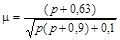 μ = (p + 0,63) / √(p(p + 0,9) + 0,1)